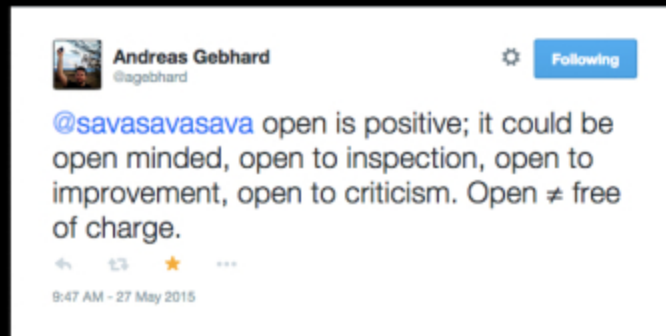 Andreas Gebhard
@agebhard
Following
@savasavasava open is positive; it could be
open minded, open to inspection, open to
improvement, open to criticism. Open ≠ free
of charge.
9:47 AM - 27 May 2015